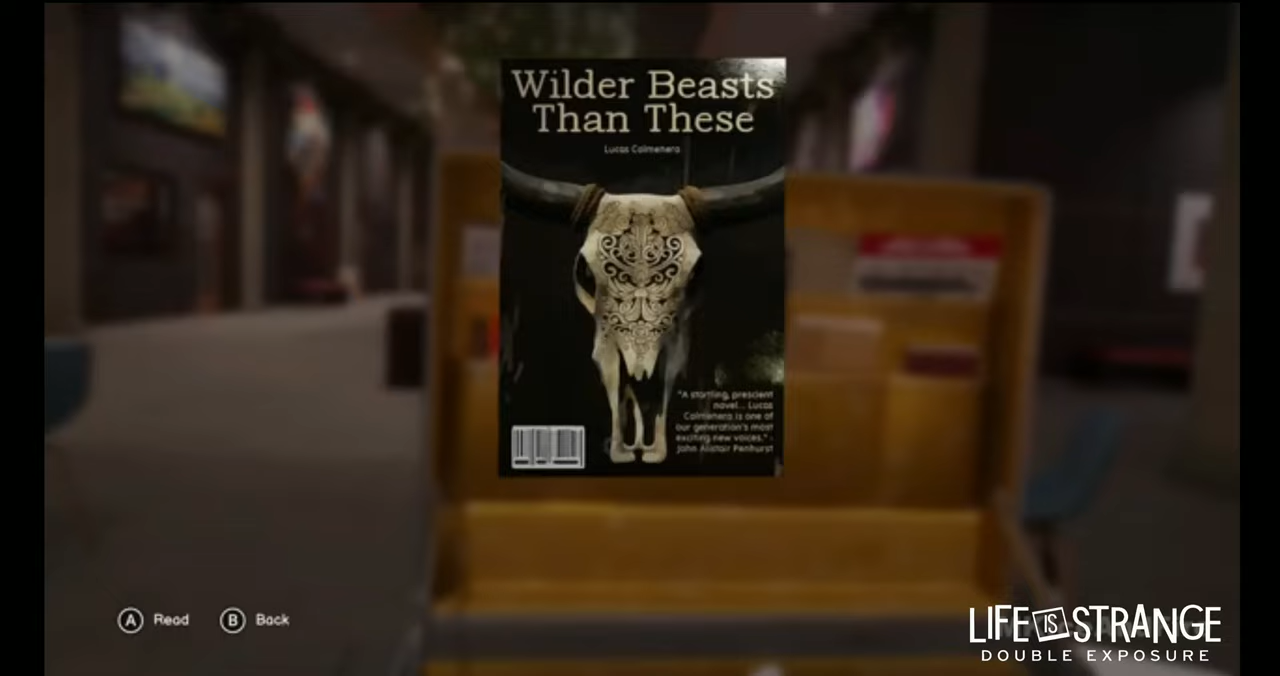 Wilder Beasts
Than These
Lucas Colmenero
"A startling, prescient
novel... Lucas
Colmenero is one of
our generation's most
exciting new voices." -
John Alistair Penhurst
A Read B Back
LIFE IS STRANGE
DOUBLE EXPOSURE